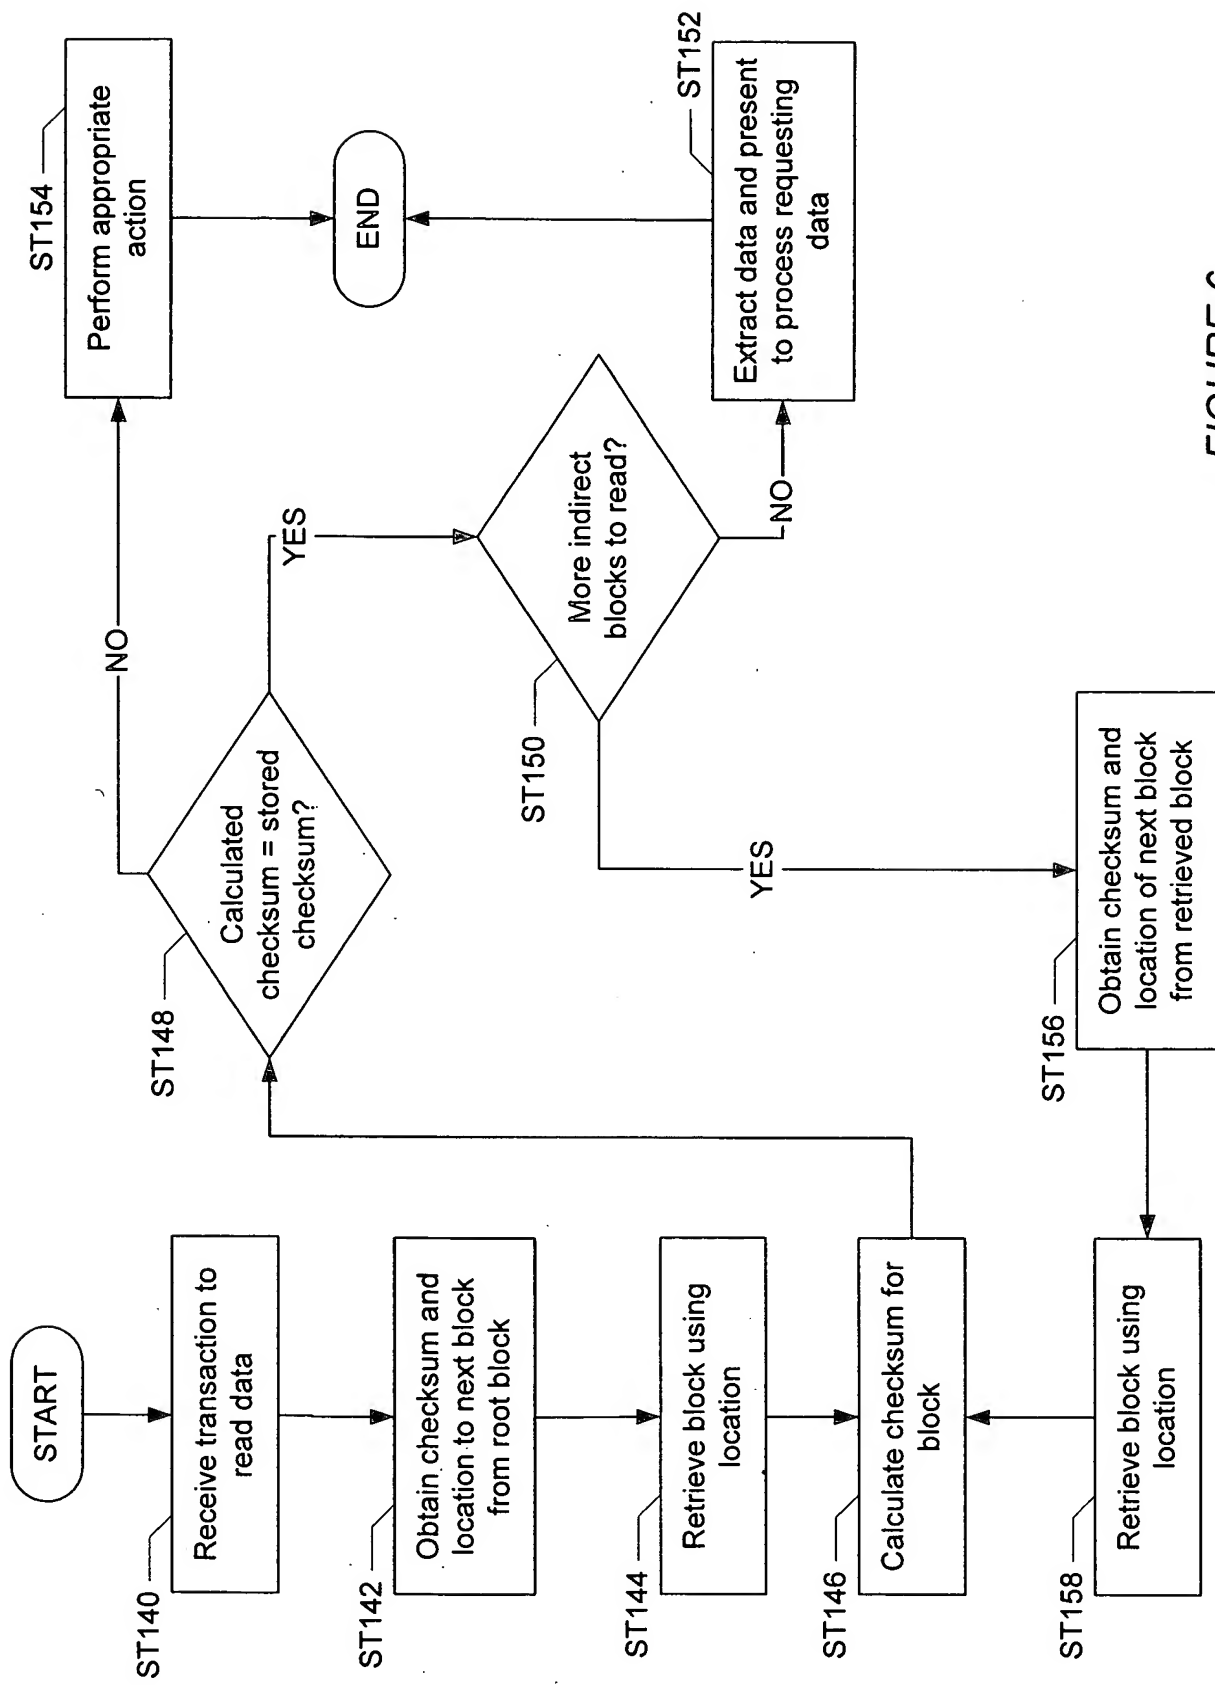 START
ST140
Receive transaction to
read data
ST142
Obtain checksum and
location to next block
from root block
ST144
Retrieve block using
location
ST146
Calculate checksum for
block
ST158
Retrieve block using
location
ST148
Calculated
checksum = stored
checksum?
NO
YES
ST150
More indirect
blocks to read?
YES
NO
ST156
Obtain checksum and
location of next block
from retrieved block
ST154
Perform appropriate
action
END
ST152
Extract data and present
to process requesting
data
FIGURE